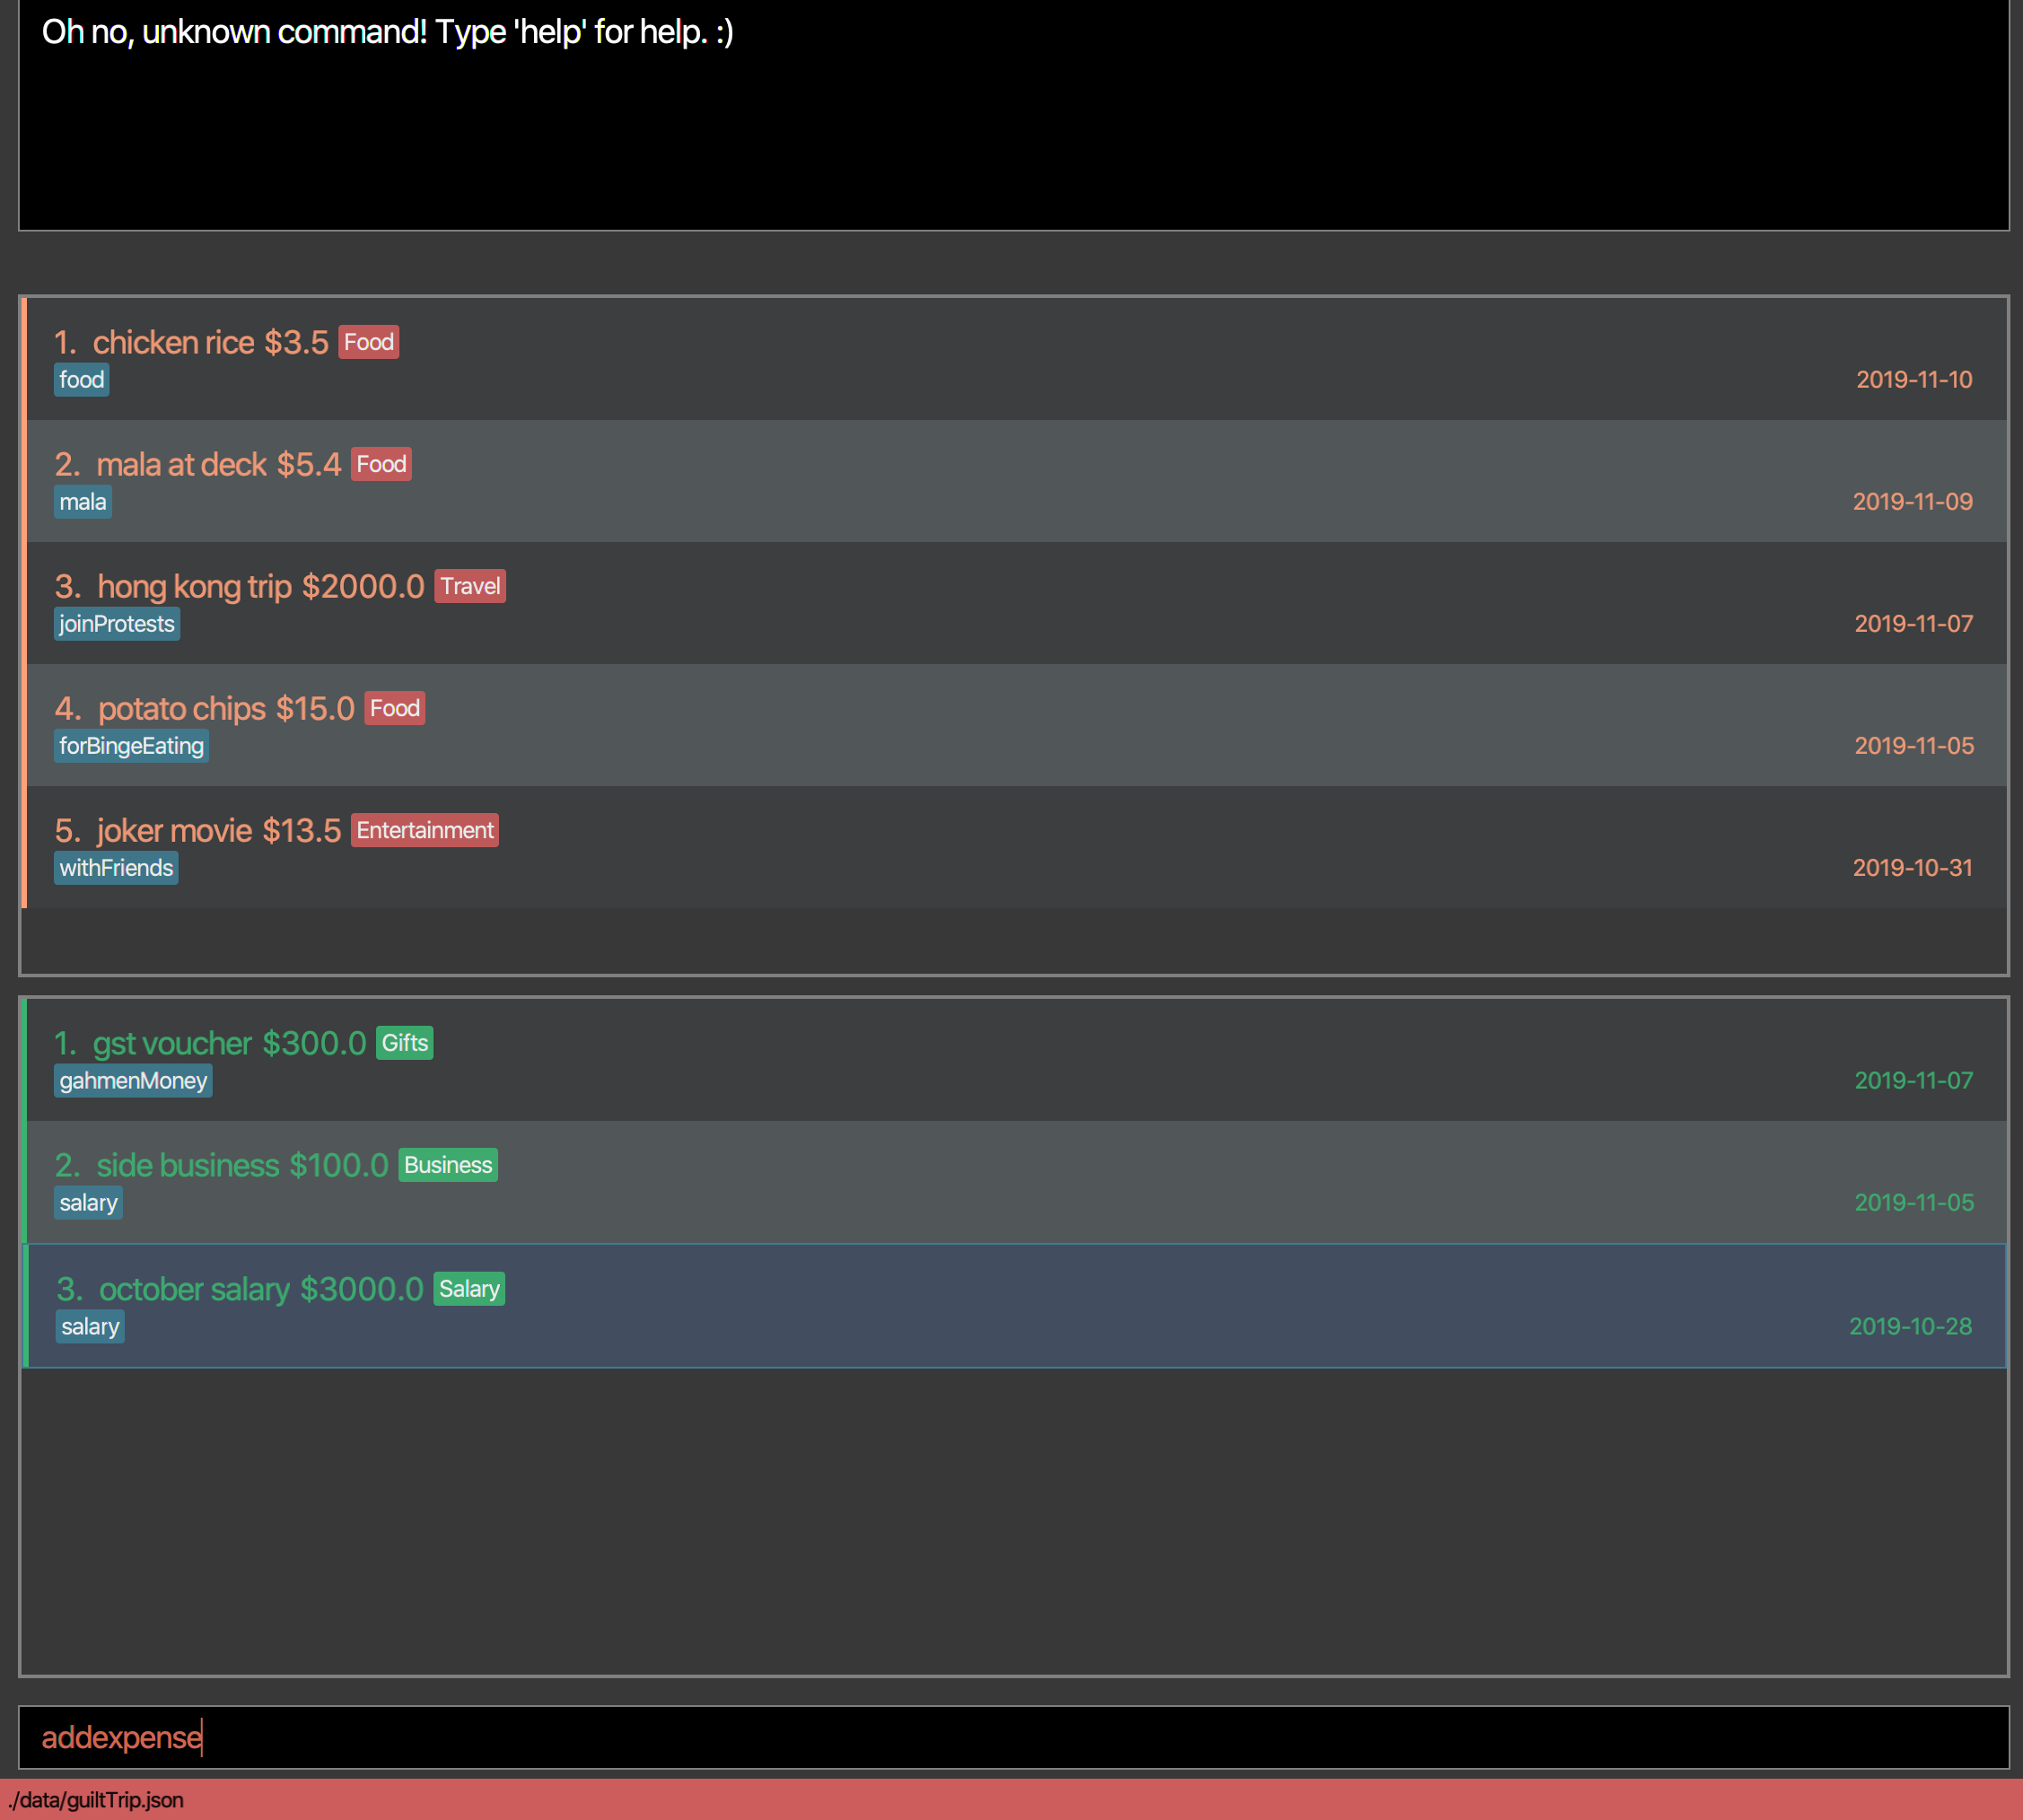 Oh no, unknown command! Type 'help' for help. :)
1. chicken rice $3.5 Food
food 2019-11-10
2. mala at deck $5.4 Food
mala 2019-11-09
3. hong kong trip $2000.0 Travel
joinProtests 2019-11-07
4. potato chips $15.0 Food
forBingeEating 2019-11-05
5. joker movie $13.5 Entertainment
withFriends 2019-10-31
1. gst voucher $300.0 Gifts
gahmenMoney 2019-11-07
2. side business $100.0 Business
salary 2019-11-05
3. october salary $3000.0 Salary
salary 2019-10-28
addexpense
./data/guiltTrip.json